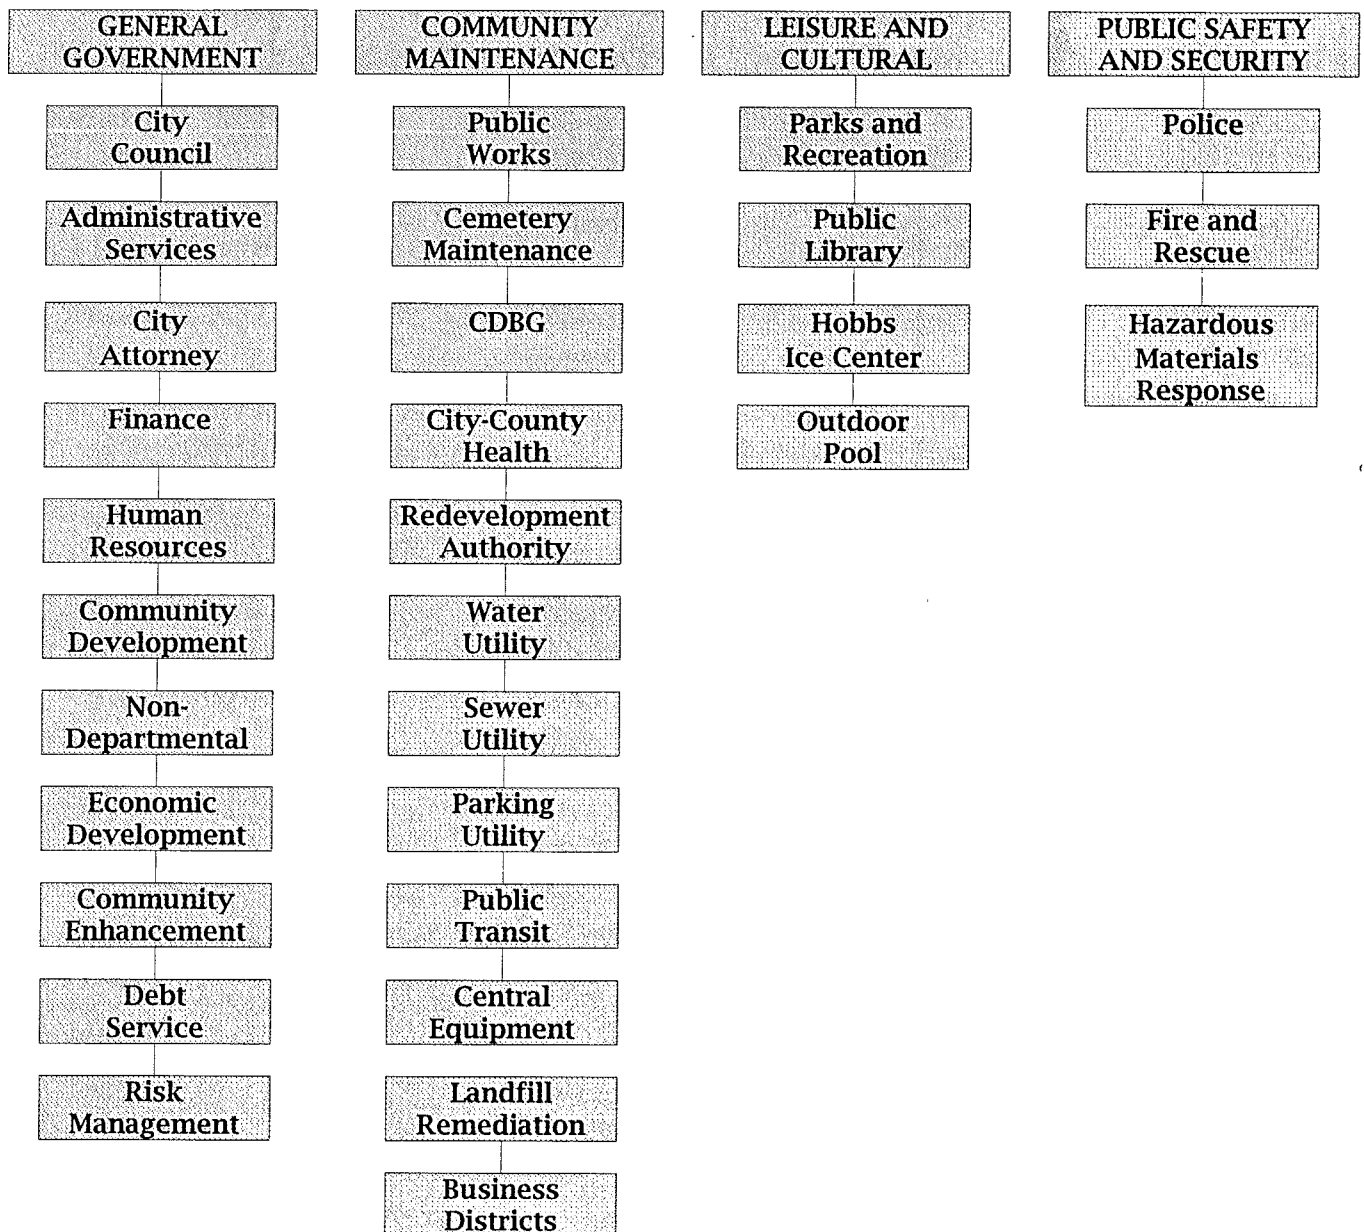 GENERAL
GOVERNMENT
City
Council
Administrative
Services
City
Attorney
Finance
Human
Resources
Community
Development
Non-
Departmental
Economic
Development
Community
Enhancement
Debt
Service
Risk
Management
COMMUNITY
MAINTENANCE
Public
Works
Cemetery
Maintenance
CDBG
City-County
Health
Redevelopment
Authority
Water
Utility
Sewer
Utility
Parking
Utility
Public
Transit
Central
Equipment
Landfill
Remediation
Business
Districts
LEISURE AND
CULTURAL
Parks and
Recreation
Public
Library
Hobbs
Ice Center
Outdoor
Pool
PUBLIC SAFETY
AND SECURITY
Police
Fire and
Rescue
Hazardous
Materials
Response